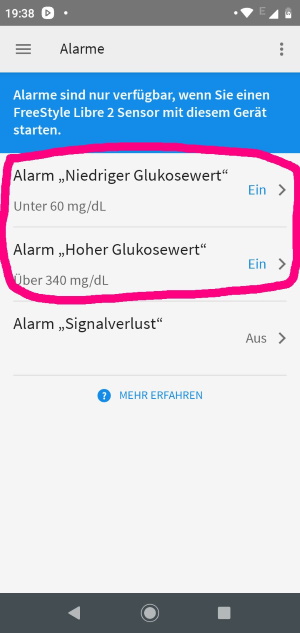 19:38
E
Alarme
Alarme sind nur verfügbar, wenn Sie einen
FreeStyle Libre 2 Sensor mit diesem Gerät
starten.
Alarm „Niedriger Glukosewert“
Ein
Unter 60 mg/dL
Alarm „Hoher Glukosewert“
Ein
Über 340 mg/dL
Alarm „Signalverlust“
Aus
? MEHR ERFAHREN